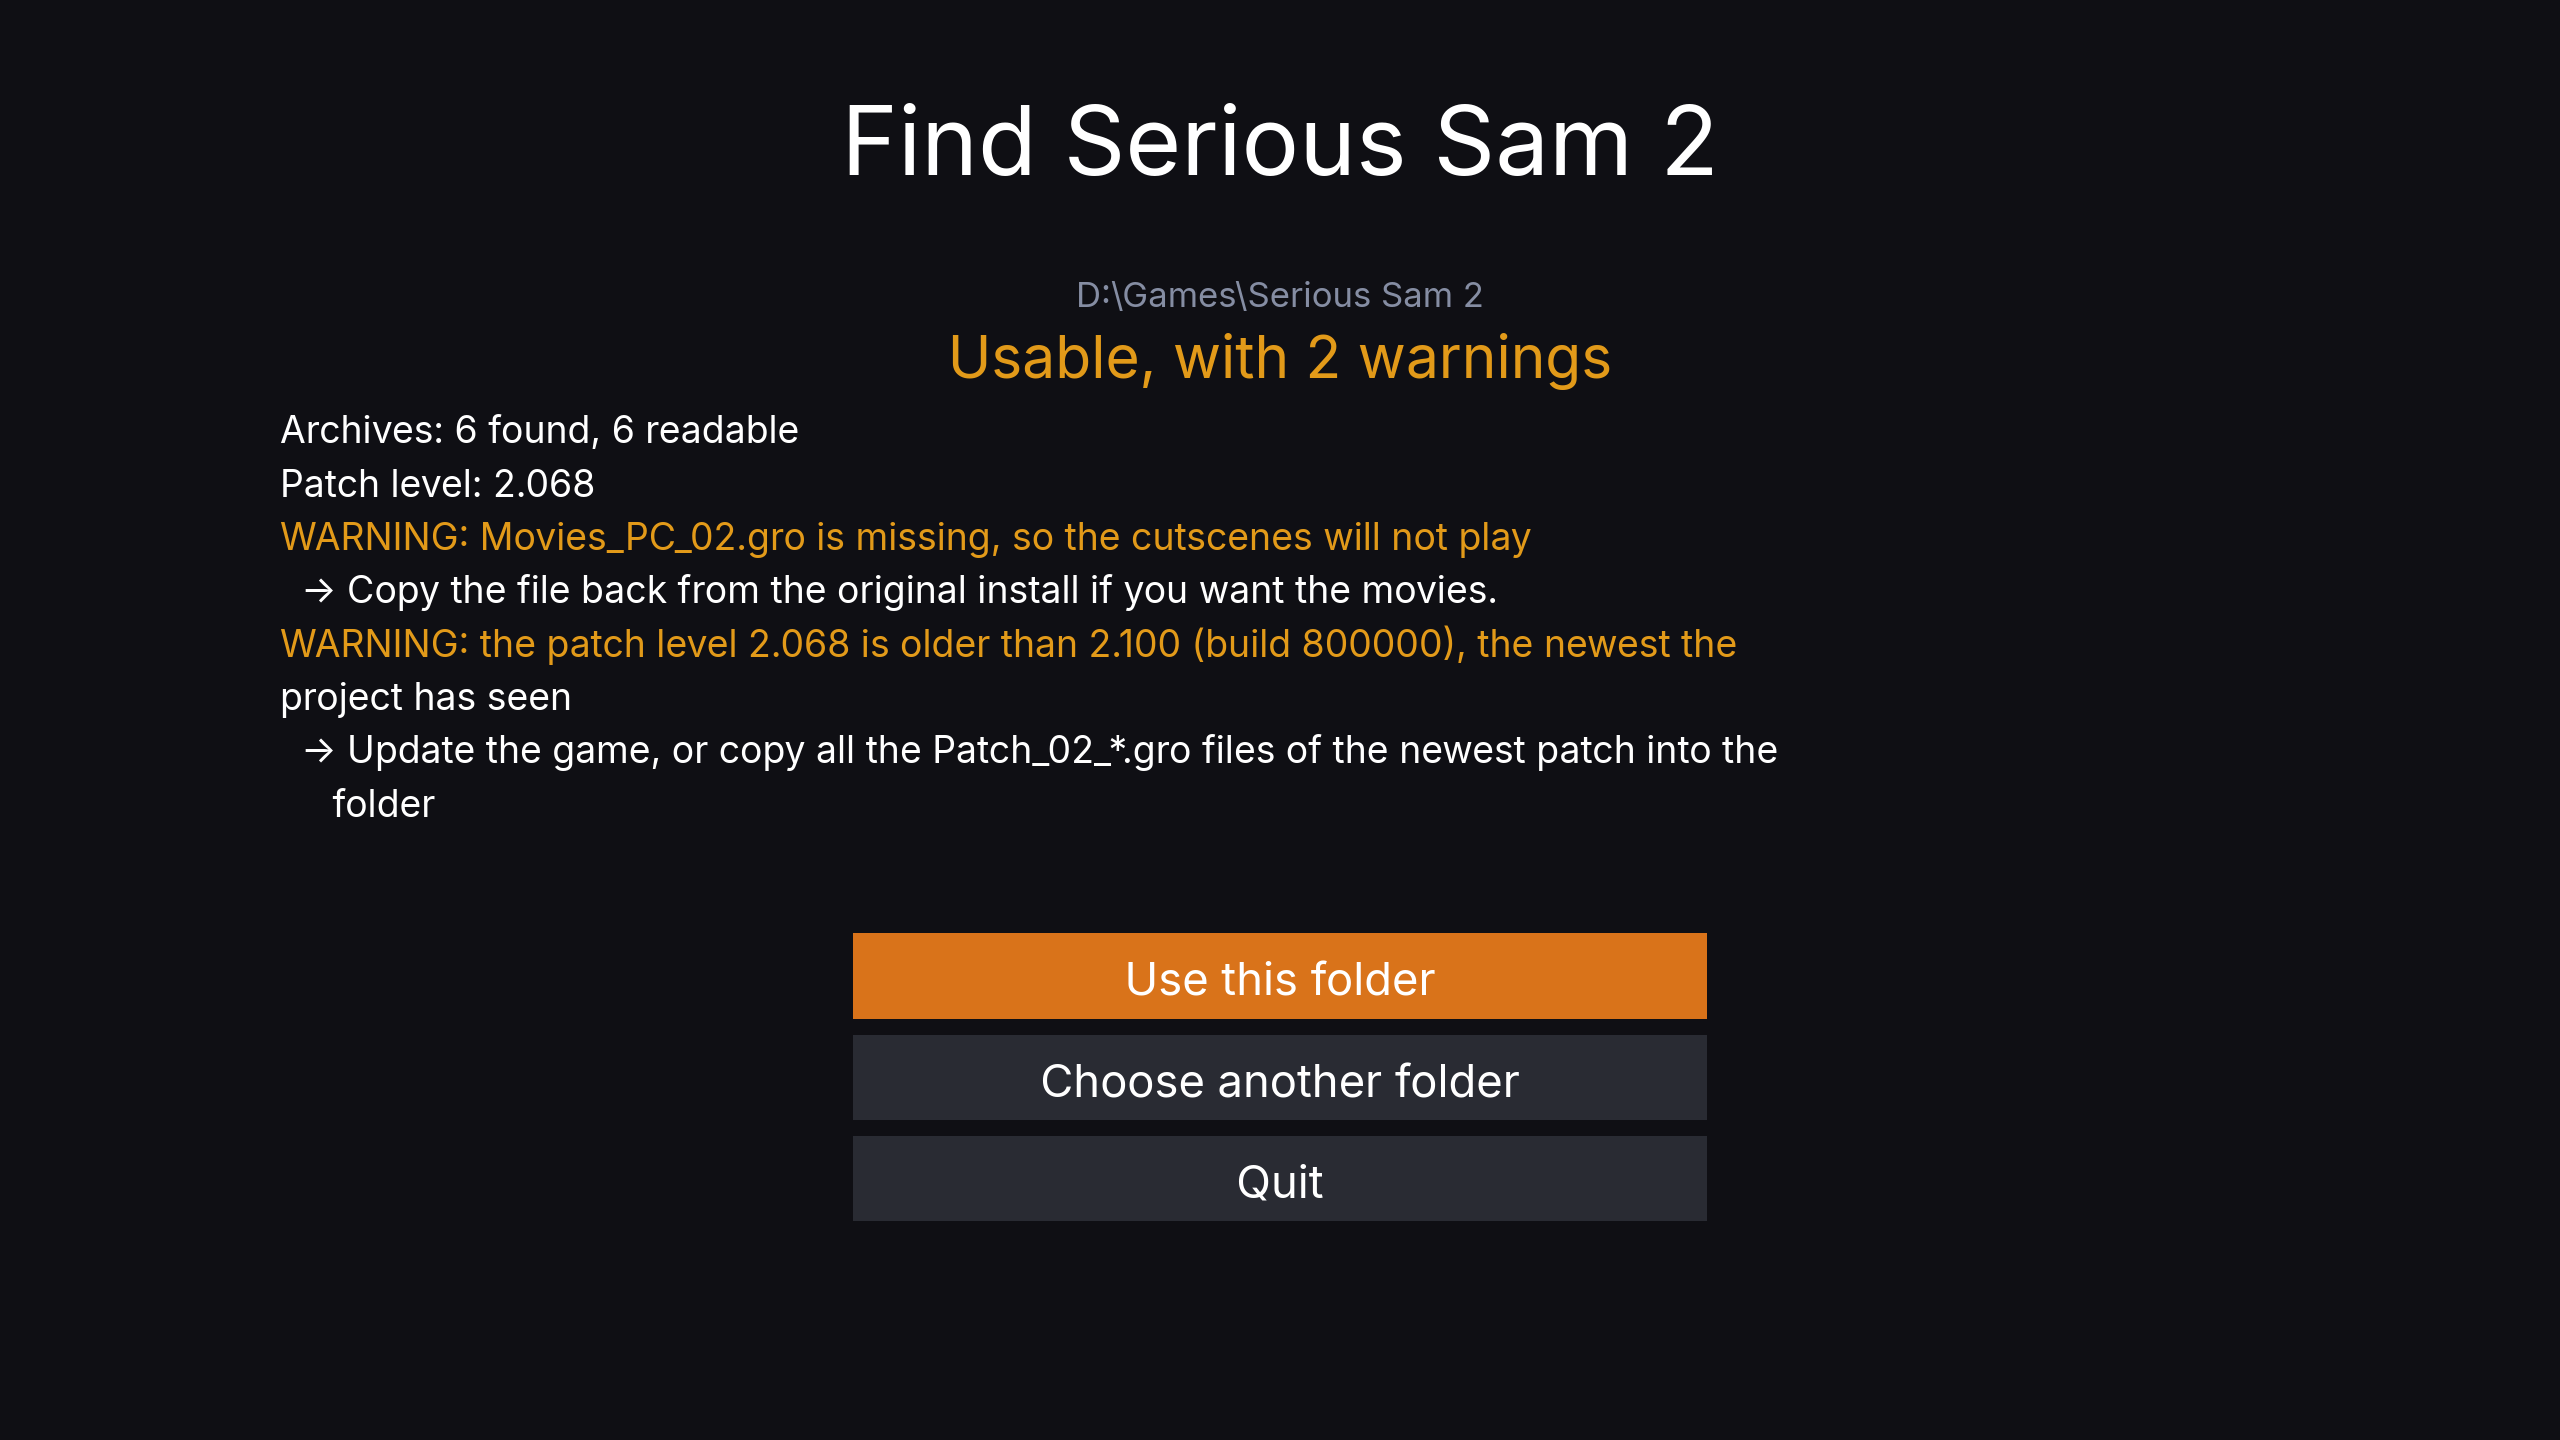 Find Serious Sam 2
D:\Games\Serious Sam 2
Usable, with 2 warnings
Archives: 6 found, 6 readable
Patch level: 2.068
WARNING: Movies_PC_02.gro is missing, so the cutscenes will not play
→ Copy the file back from the original install if you want the movies.
WARNING: the patch level 2.068 is older than 2.100 (build 800000), the newest the
project has seen
→ Update the game, or copy all the Patch_02_*.gro files of the newest patch into the
folder
Use this folder
Choose another folder
Quit